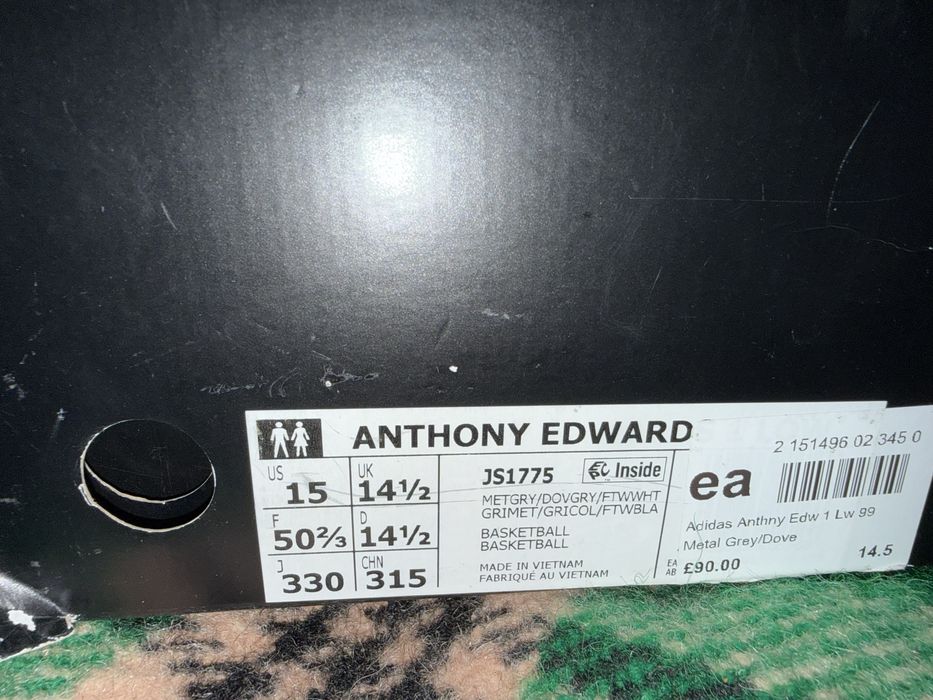 ANTHONY EDWARD
US
15
UK
14½
F
50⅔
D
14½
J
330
CHN
315
JS1775
Inside
METGRY/DOVGRY/FTWWHT
GRIMET/GRICOL/FTWBLA
BASKETBALL
BASKETBALL
MADE IN VIETNAM
FABRIQUÉ AU VIETNAM
EA
AB
ea
2 151496 02 345 0
Adidas Anthny Edw 1 Lw 99
Metal Grey/Dove
£90.00
14.5